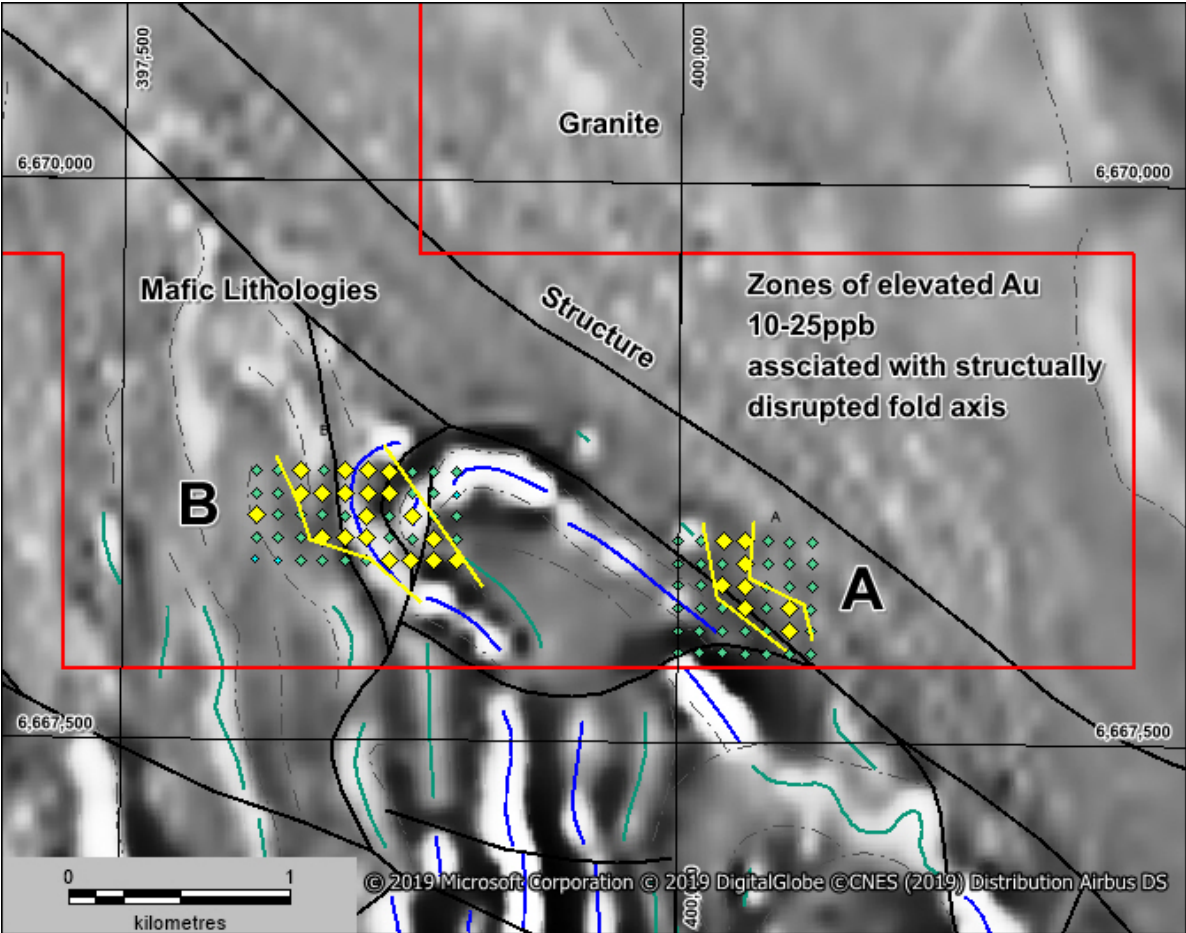 397,500
400,000
Granite
6,670,000
6,670,000
Mafic Lithologies
Structure
Zones of elevated Au
10-25ppb
assciated with structually
disrupted fold axis
B
B
A
A
6,667,500
6,667,500
0 1
kilometres
© 2019 Microsoft Corporation © 2019 DigitalGlobe ©CNES (2019) Distribution Airbus DS
400,000